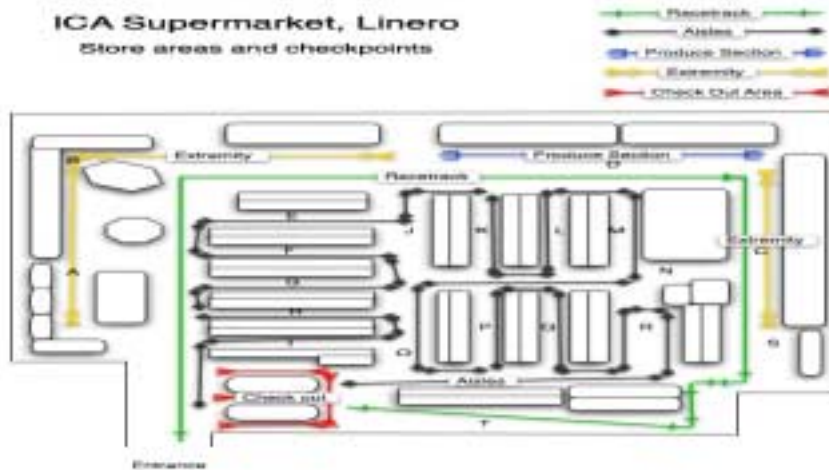 ICA Supermarket, Linero
Store areas and checkpoints
Racetrack
Aisles
Produce Section
Extremity
Check Out Area
B
Extremity
Produce Section
D
Racetrack
E
J
K
L
M
F
Extremity
C
A
G
N
H
P
Q
R
I
O
S
Aisles
Check out
T
Entrance